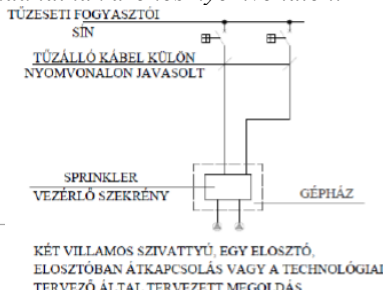 TŰZESETI FOGYASZTÓI
SÍN
TŰZÁLLÓ KÁBEL KÜLÖN
NYOMVONALON JAVASOLT
SPRINKLER
VEZÉRLŐ SZEKRÉNY
GÉPHÁZ
KÉT VILLAMOS SZIVATTYÚ, EGY ELOSZTÓ,
ELOSZTÓBAN ÁTKAPCSOLÁS VAGY A TECHNOLÓGIAI
TERVEZŐ ÁLTAL TERVEZETT MEGOLDÁS